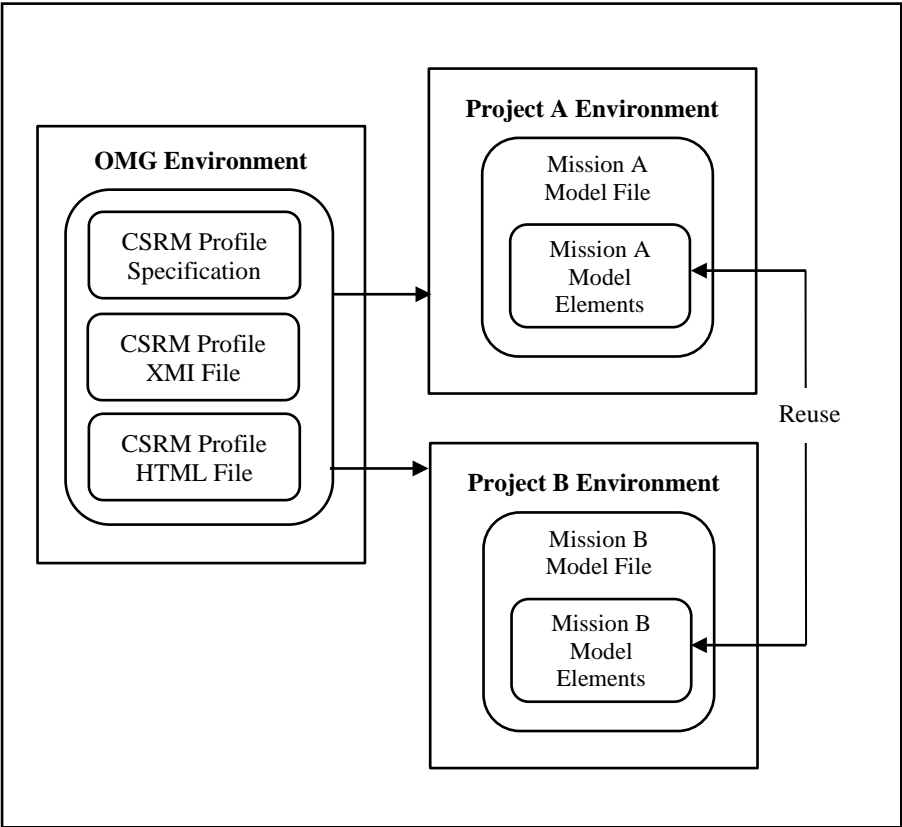 OMG Environment
CSRM Profile
Specification
CSRM Profile
XMI File
CSRM Profile
HTML File
Project A Environment
Mission A
Model File
Mission A
Model
Elements
Reuse
Project B Environment
Mission B
Model File
Mission B
Model
Elements